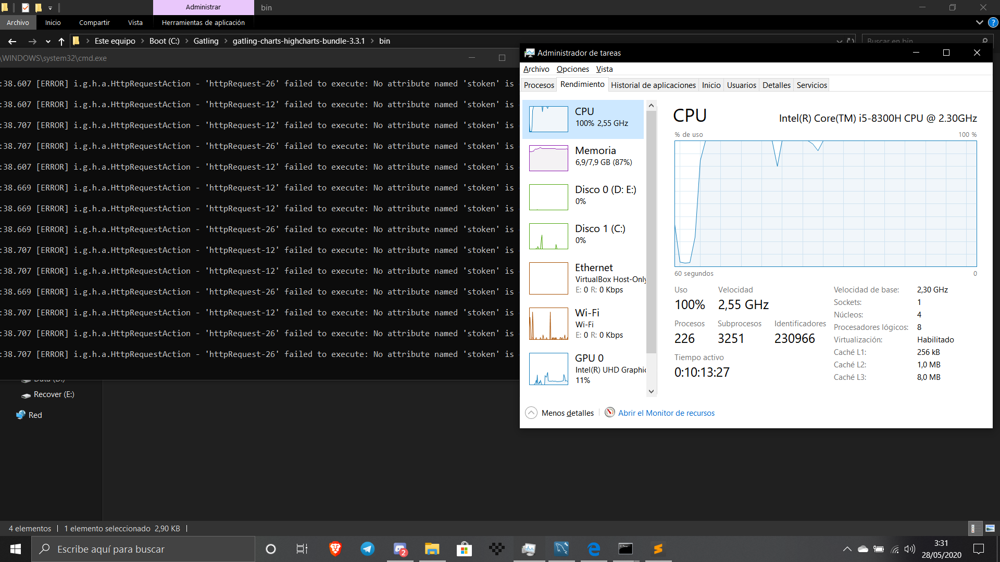 Administrar
bin
Archivo
Inicio
Compartir
Vista
Herramientas de aplicación
Este equipo
Boot (C:)
Gatling
gatling-charts-highcharts-bundle-3.3.1
bin
Buscar en bin
\WINDOWS\system32\cmd.exe
:38.607 [ERROR] i.g.h.a.HttpRequestAction - 'httpRequest-26' failed to execute: No attribute named 'stoken' is
:38.607 [ERROR] i.g.h.a.HttpRequestAction - 'httpRequest-12' failed to execute: No attribute named 'stoken' is
:38.707 [ERROR] i.g.h.a.HttpRequestAction - 'httpRequest-12' failed to execute: No attribute named 'stoken' is
:38.707 [ERROR] i.g.h.a.HttpRequestAction - 'httpRequest-26' failed to execute: No attribute named 'stoken' is
:38.607 [ERROR] i.g.h.a.HttpRequestAction - 'httpRequest-12' failed to execute: No attribute named 'stoken' is
:38.669 [ERROR] i.g.h.a.HttpRequestAction - 'httpRequest-12' failed to execute: No attribute named 'stoken' is
:38.669 [ERROR] i.g.h.a.HttpRequestAction - 'httpRequest-12' failed to execute: No attribute named 'stoken' is
:38.669 [ERROR] i.g.h.a.HttpRequestAction - 'httpRequest-26' failed to execute: No attribute named 'stoken' is
:38.707 [ERROR] i.g.h.a.HttpRequestAction - 'httpRequest-12' failed to execute: No attribute named 'stoken' is
:38.707 [ERROR] i.g.h.a.HttpRequestAction - 'httpRequest-12' failed to execute: No attribute named 'stoken' is
:38.669 [ERROR] i.g.h.a.HttpRequestAction - 'httpRequest-26' failed to execute: No attribute named 'stoken' is
:38.707 [ERROR] i.g.h.a.HttpRequestAction - 'httpRequest-12' failed to execute: No attribute named 'stoken' is
:38.707 [ERROR] i.g.h.a.HttpRequestAction - 'httpRequest-26' failed to execute: No attribute named 'stoken' is
:38.707 [ERROR] i.g.h.a.HttpRequestAction - 'httpRequest-26' failed to execute: No attribute named 'stoken' is
Data (D:)
Recover (E:)
Red
Administrador de tareas
Archivo Opciones Vista
Procesos Rendimiento Historial de aplicaciones Inicio Usuarios Detalles Servicios
CPU
100% 2,55 GHz
Memoria
6,9/7,9 GB (87%)
Disco 0 (D: E:)
0%
Disco 1 (C:)
0%
Ethernet
VirtualBox Host-Only
E: 0 R: 0 Kbps
Wi-Fi
Wi-Fi
E: 0 R: 0 Kbps
GPU 0
Intel(R) UHD Graphic
11%
CPU
Intel(R) Core(TM) i5-8300H CPU @ 2.30GHz
% de uso
100 %
60 segundos
0
Uso
100%
Velocidad
2,55 GHz
Procesos
226
Subprocesos
3251
Identificadores
230966
Tiempo activo
0:10:13:27
Velocidad de base: 2,30 GHz
Sockets: 1
Núcleos: 4
Procesadores lógicos: 8
Virtualización: Habilitado
Caché L1: 256 kB
Caché L2: 1,0 MB
Caché L3: 8,0 MB
Menos detalles
Abrir el Monitor de recursos
4 elementos
1 elemento seleccionado 2,90 KB
Escribe aquí para buscar
2
3:31
28/05/2020